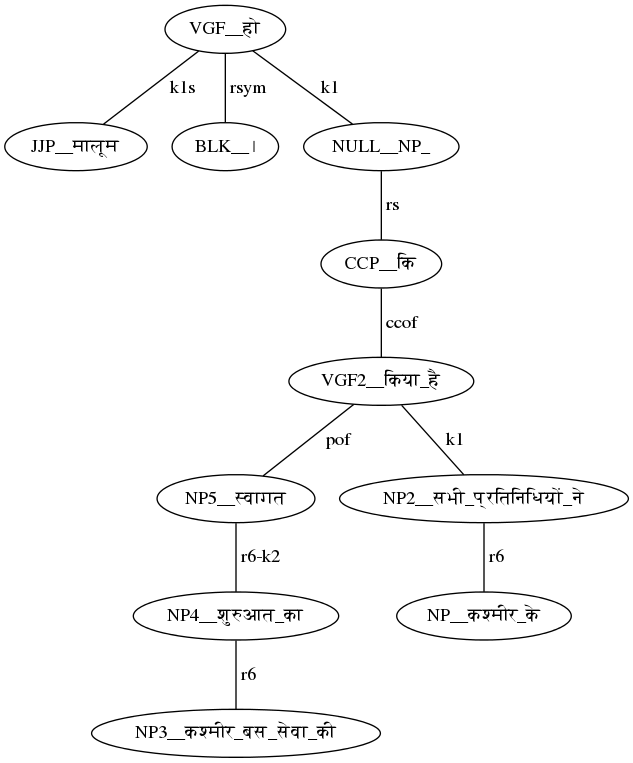 VGF__हो
k1s rsym k1
JJP__मालूम BLK__। NULL__NP_
rs
CCP__कि
ccof
VGF2__किया_है
pof k1
NP5__स्वागत NP2__सभी_प्रतिनिधियों_ने
r6-k2 r6
NP4__शुरुआत_का NP__कश्मीर_के
r6
NP3__कश्मीर_बस_सेवा_की